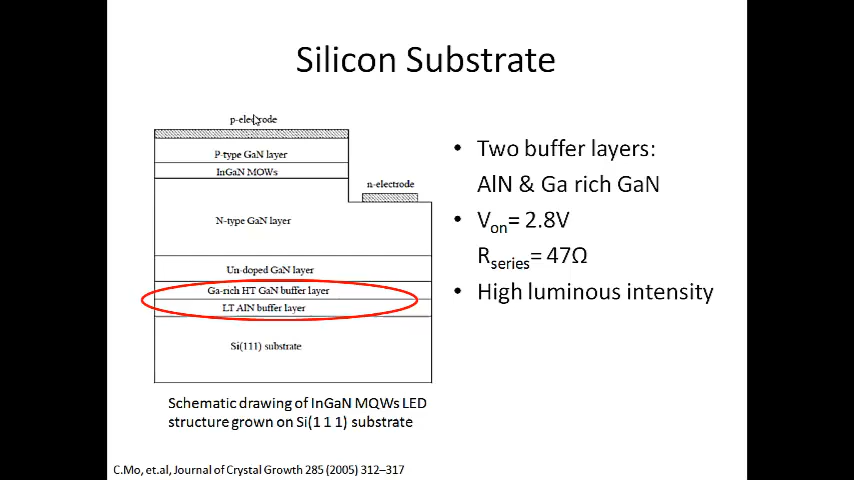 Silicon Substrate
p-electrode
P-type GaN layer
InGaN MQWs
n-electrode
N-type GaN layer
Un-doped GaN layer
Ga-rich HT GaN buffer layer
LT AlN buffer layer
Si(111) substrate
Schematic drawing of InGaN MQWs LED
structure grown on Si(1 1 1) substrate
• Two buffer layers:
AlN & Ga rich GaN
• Von= 2.8V
Rseries= 47Ω
• High luminous intensity
C.Mo, et.al, Journal of Crystal Growth 285 (2005) 312–317